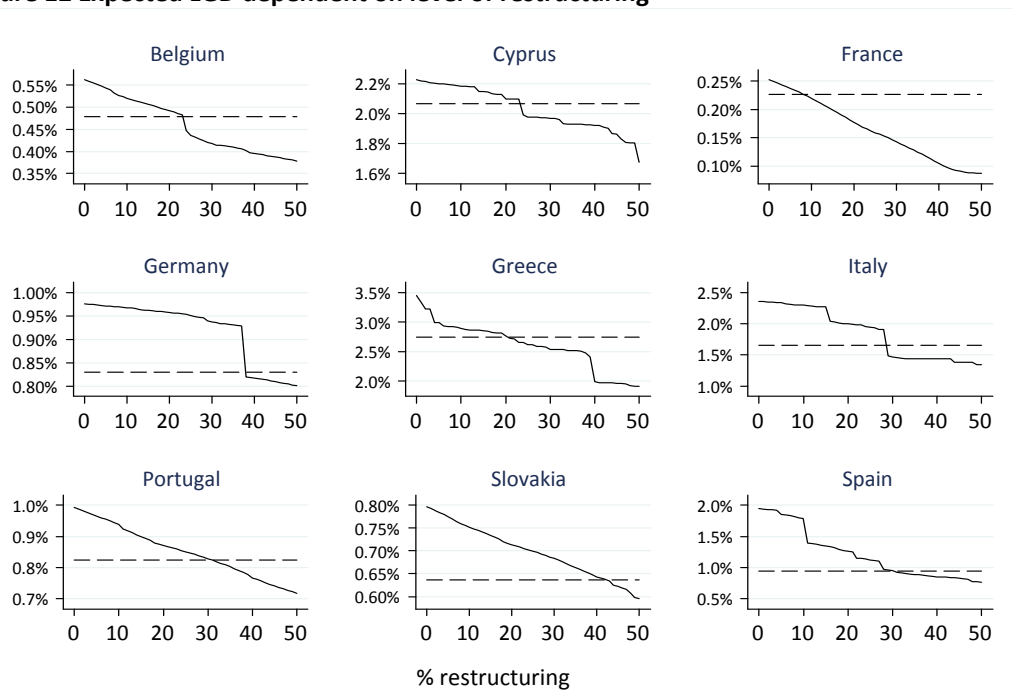 Belgium
0.55%
0.50%
0.45%
0.40%
0.35%
0 10 20 30 40 50
Cyprus
2.2%
2.0%
1.8%
1.6%
0 10 20 30 40 50
France
0.25%
0.20%
0.15%
0.10%
0 10 20 30 40 50
Germany
1.00%
0.95%
0.90%
0.85%
0.80%
0 10 20 30 40 50
Greece
3.5%
3.0%
2.5%
2.0%
0 10 20 30 40 50
Italy
2.5%
2.0%
1.5%
1.0%
0 10 20 30 40 50
Portugal
1.0%
0.9%
0.8%
0.7%
0 10 20 30 40 50
Slovakia
0.80%
0.75%
0.70%
0.65%
0.60%
0 10 20 30 40 50
Spain
2.0%
1.5%
1.0%
0.5%
0 10 20 30 40 50
% restructuring